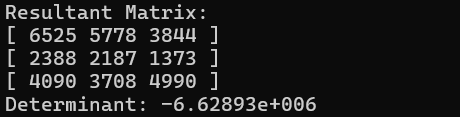 Resultant Matrix:
[ 6525 5778 3844 ]
[ 2388 2187 1373 ]
[ 4090 3708 4990 ]
Determinant: -6.62893e+006